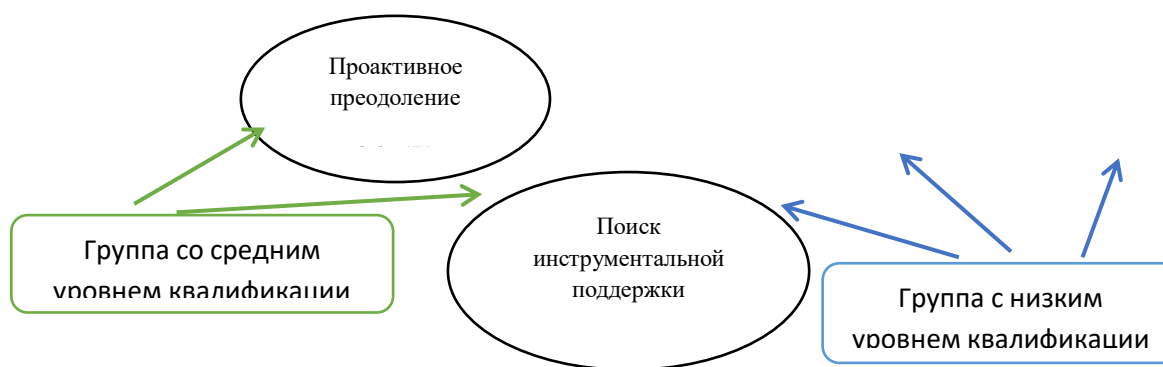 Проактивное
преодоление
Группа со средним
уровнем квалификации
Поиск
инструментальной
поддержки
Группа с низким
уровнем квалификации